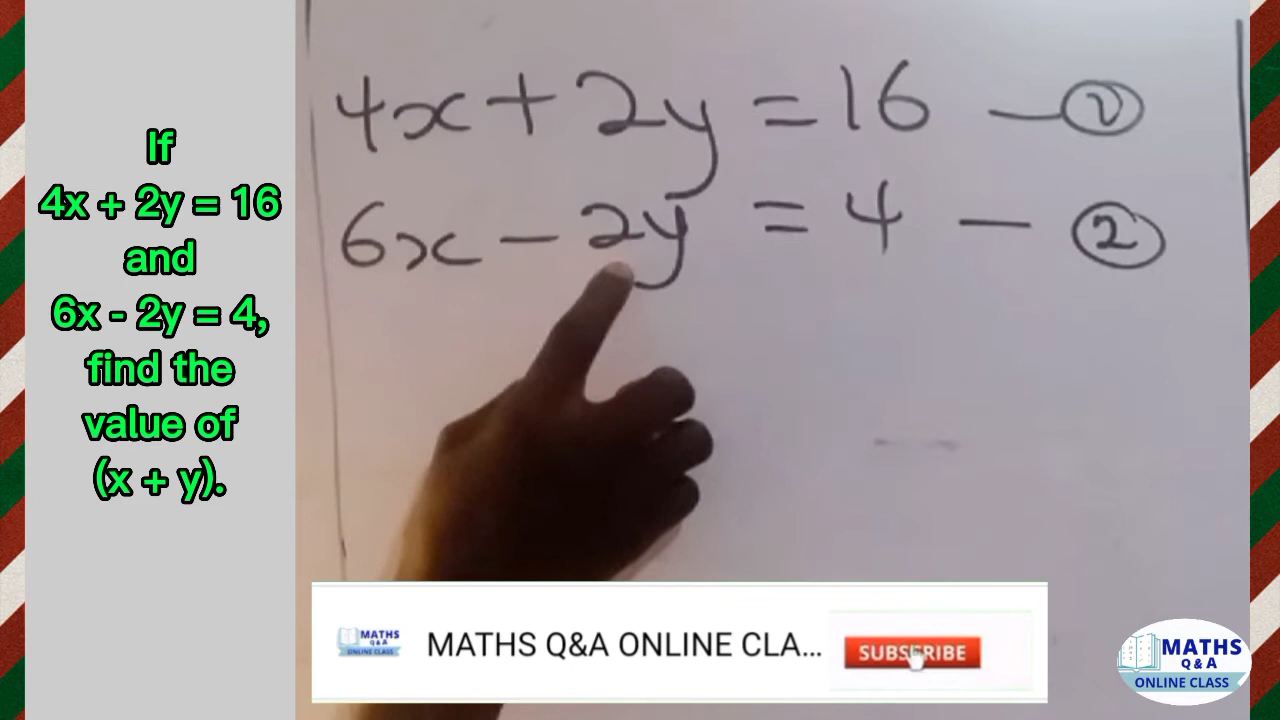 If
4x + 2y = 16
and
6x - 2y = 4,
find the
value of
(x + y).
4x + 2y = 16 —
6x - 2y = 4 — ②
MATHS
Q&A
ONLINE CLASS
MATHS Q&A ONLINE CLA...
SUBSCRIBE
MATHS
Q & A
ONLINE CLASS